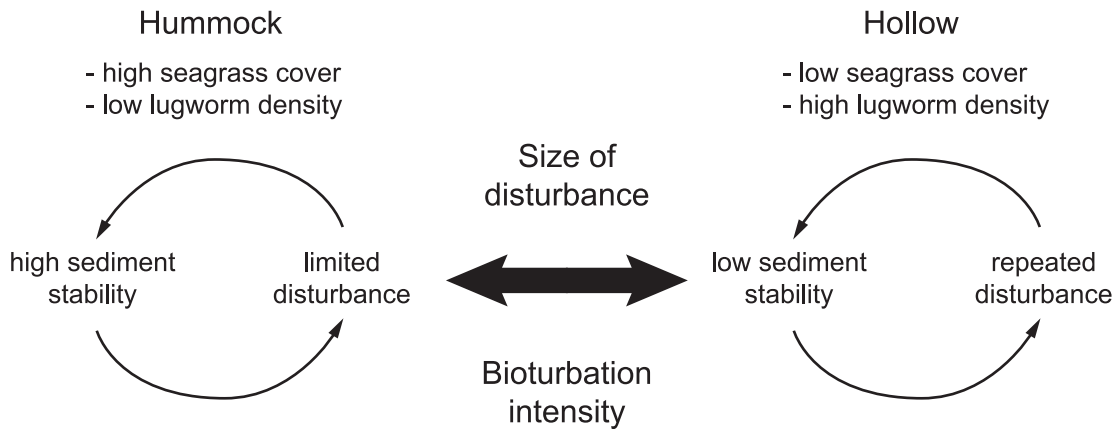 Hummock
- high seagrass cover
- low lugworm density
high sediment
stability
limited
disturbance
Size of
disturbance
Bioturbation
intensity
Hollow
- low seagrass cover
- high lugworm density
low sediment
stability
repeated
disturbance